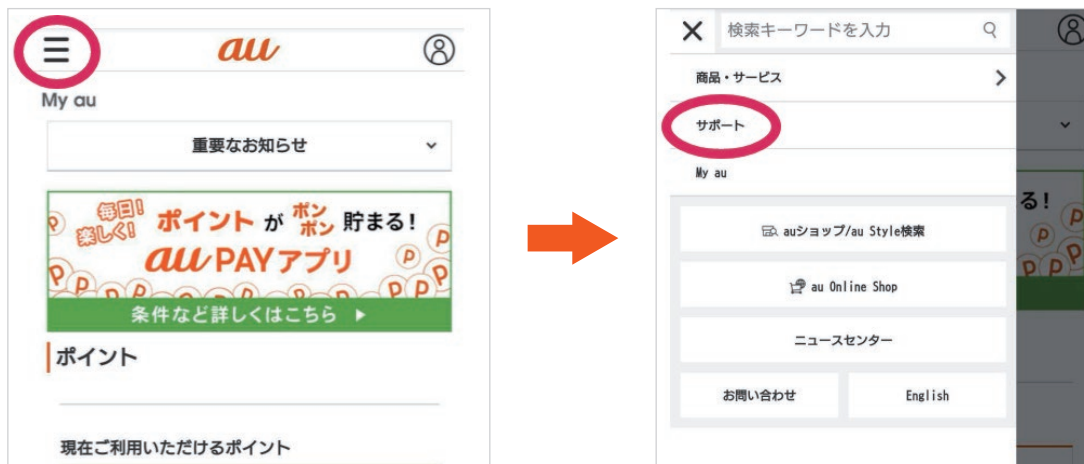 au
My au
重要なお知らせ
毎日!
楽しく!
ポイントがポンポン貯まる!
au PAYアプリ
条件など詳しくはこちら
ポイント
現在ご利用いただけるポイント
検索キーワードを入力
商品・サービス
サポート
My au
auショップ/au Style検索
au Online Shop
ニュースセンター
お問い合わせ
English
る!